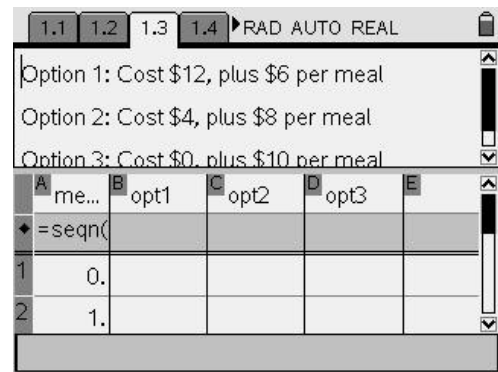 1.1 1.2 1.3 1.4 RAD AUTO REAL
Option 1: Cost $12, plus $6 per meal
Option 2: Cost $4, plus $8 per meal
Option 3: Cost $0, plus $10 per meal
A me... B opt1 C opt2 D opt3 E
=seqn(
1 0.
2 1.